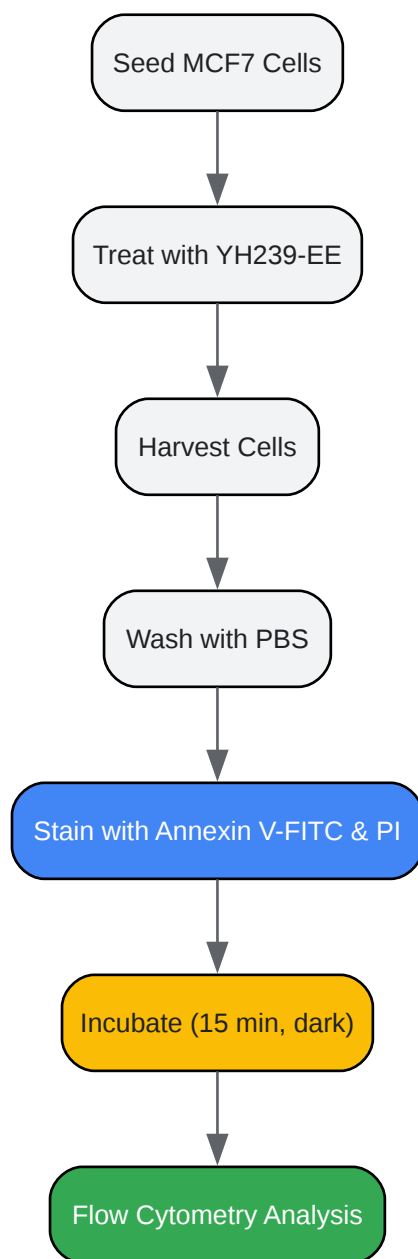 Seed MCF7 Cells
Treat with YH239-EE
Harvest Cells
Wash with PBS
Stain with Annexin V-FITC & PI
Incubate (15 min, dark)
Flow Cytometry Analysis